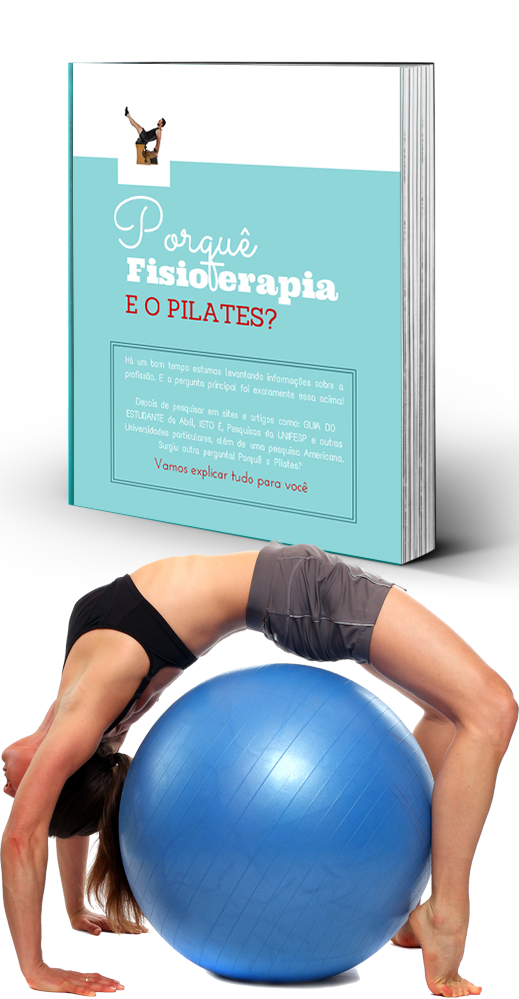 Porquê
Fisioterapia
E O PILATES?
Há um bom tempo estamos levantando informações sobre a
profissão. E a pergunta principal foi exatamente essa acima!
Depois de pesquisar em sites e artigos como: GUIA DO
ESTUDANTE da Abil, ISTO É, Pesquisas da UNIFESP e outras
Universidades particulares, além de uma pesquisa Americana.
Surgiu outra pergunta! Porquê o Pilates?
Vamos explicar tudo para você